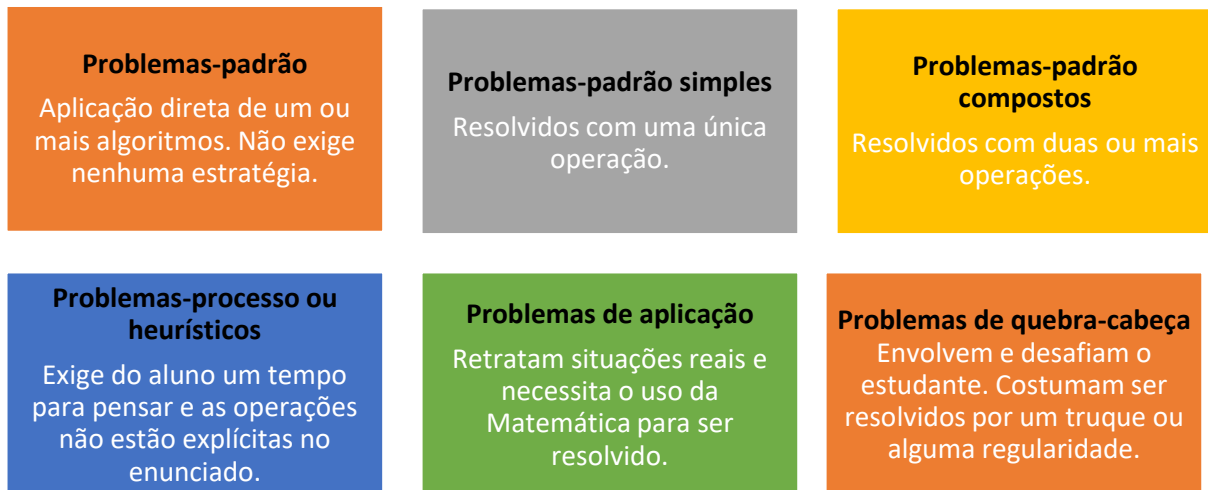 Problemas-padrão
Aplicação direta de um ou
mais algoritmos. Não exige
nenhuma estratégia.
Problemas-padrão simples
Resolvidos com uma única
operação.
Problemas-padrão
compostos
Resolvidos com duas ou mais
operações.
Problemas-processo ou
heurísticos
Exige do aluno um tempo
para pensar e as operações
não estão explícitas no
enunciado.
Problemas de aplicação
Retratam situações reais e
necessita o uso da
Matemática para ser
resolvido.
Problemas de quebra-cabeça
Envolvem e desafiam o
estudante. Costumam ser
resolvidos por um truque ou
alguma regularidade.